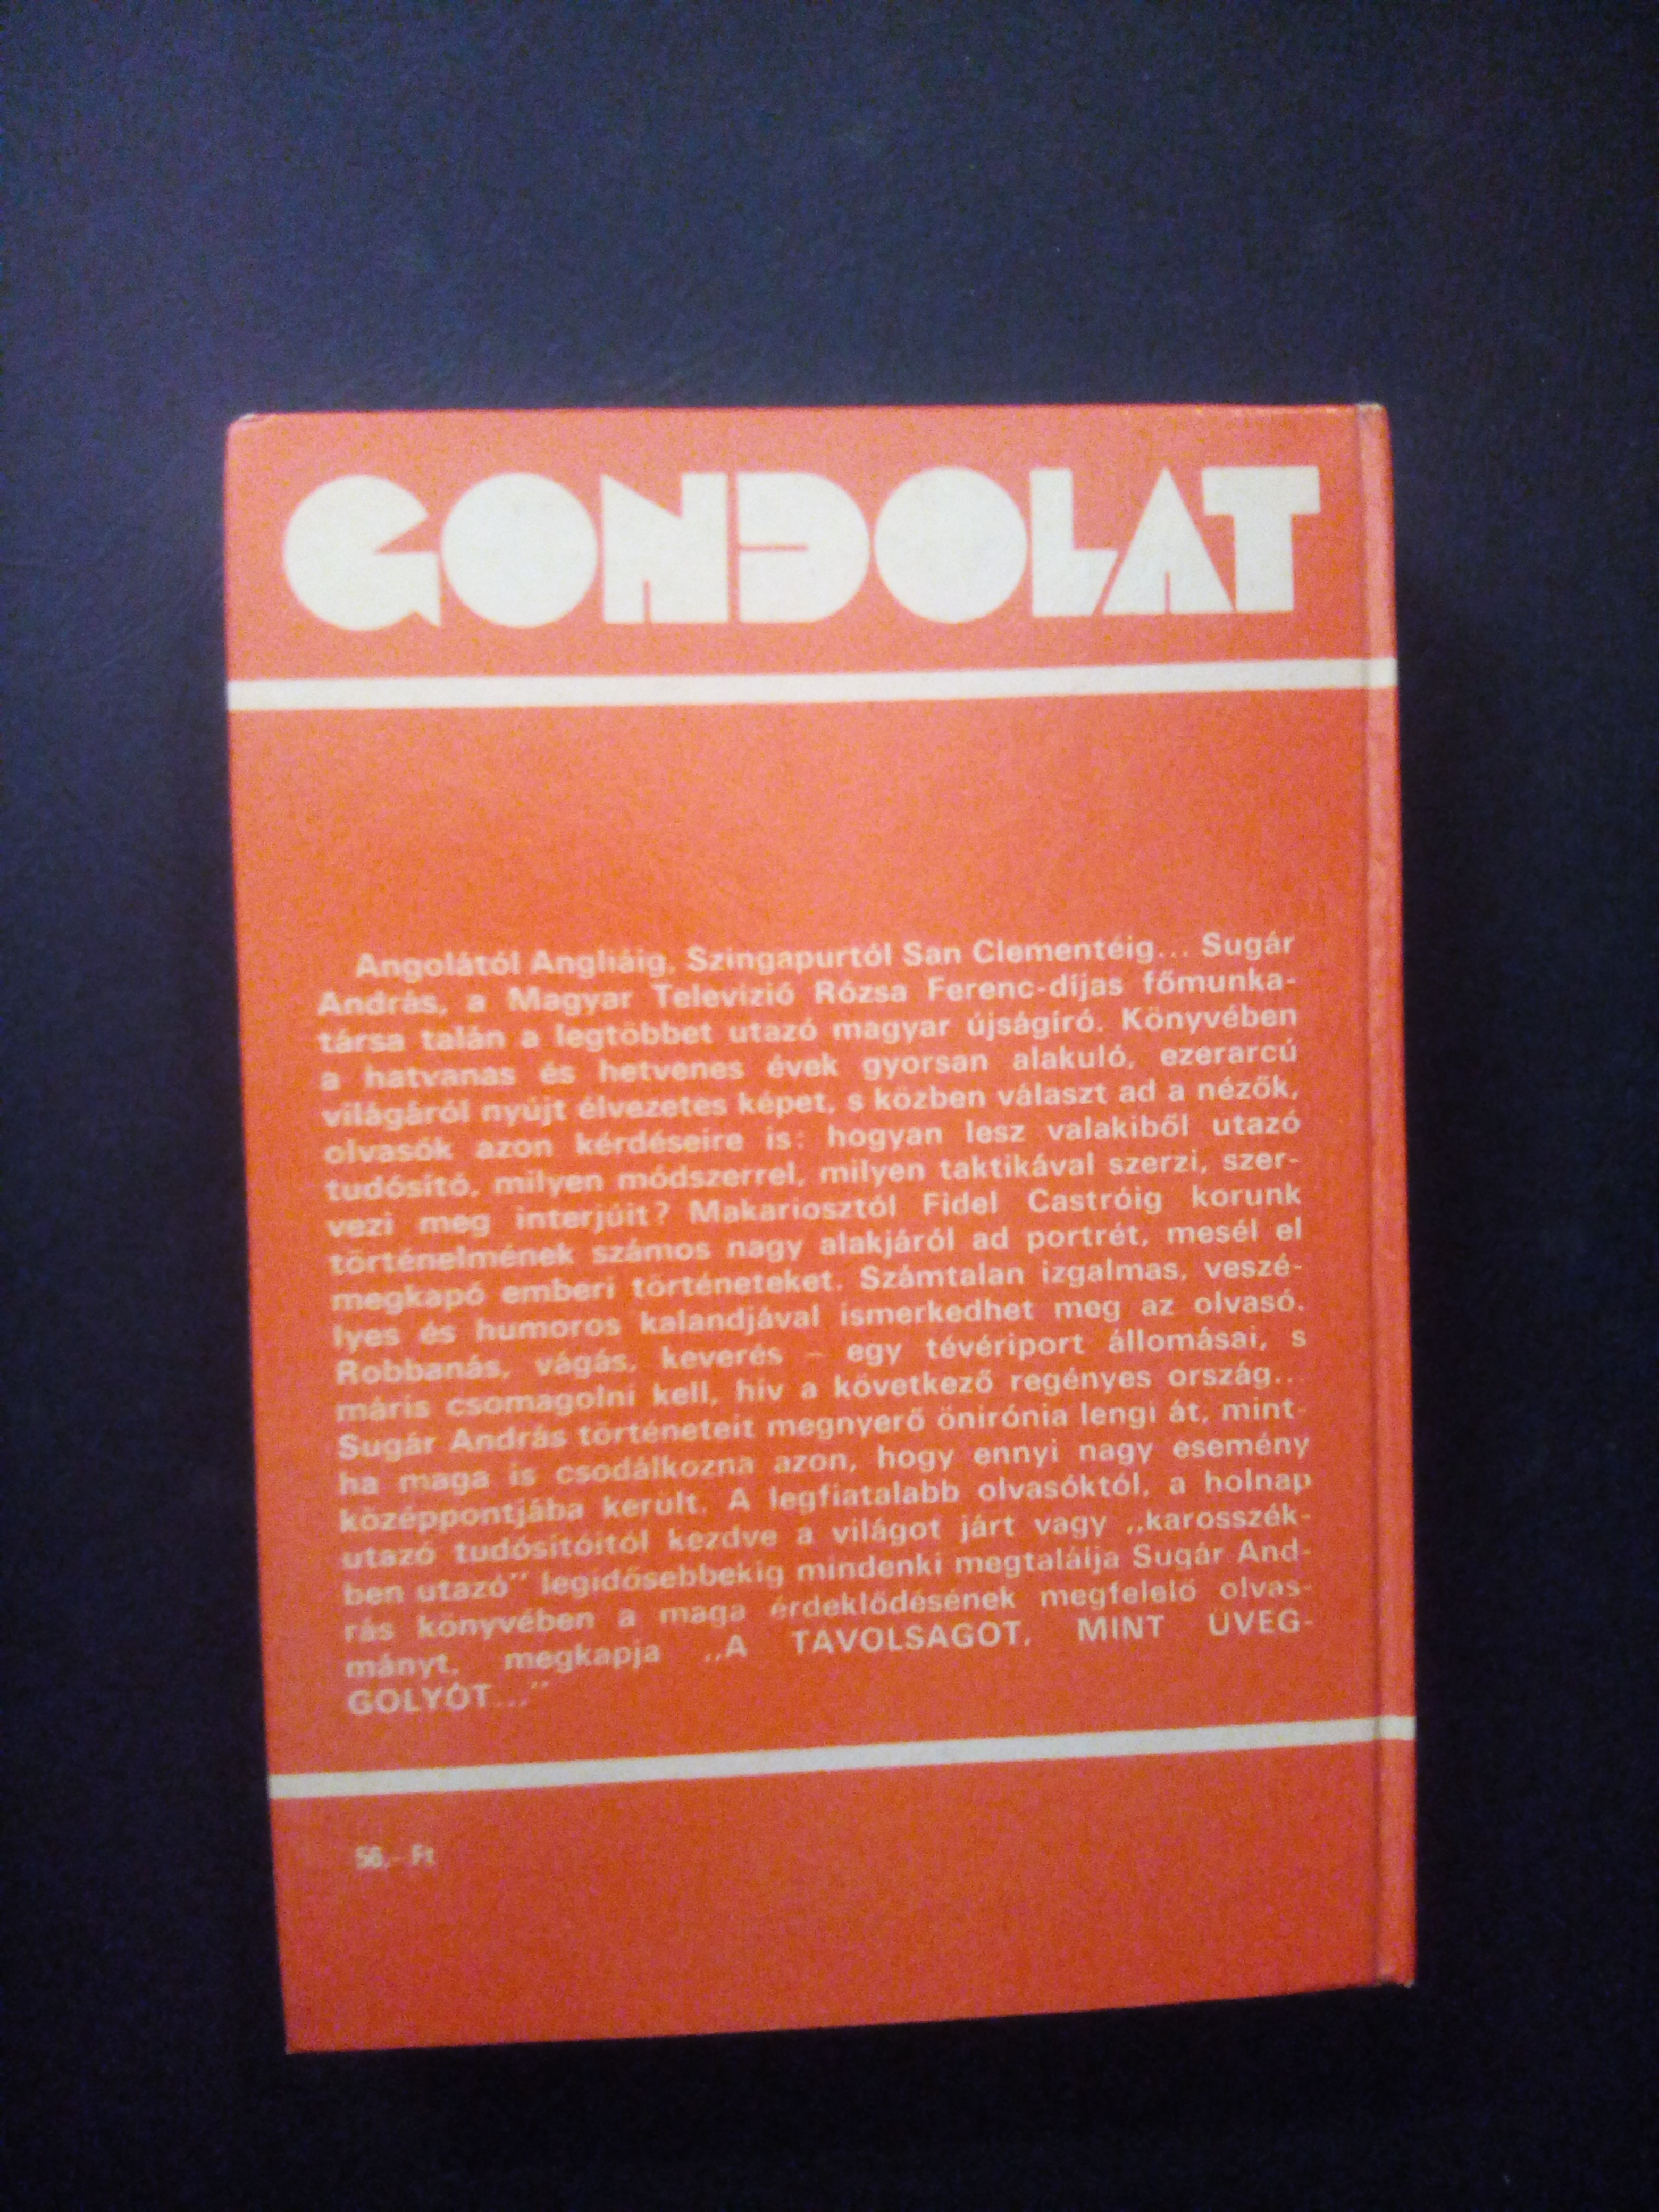 GONDOLAT
Angolától Angliáig, Szingapurtól San Clementéig... Sugár
András, a Magyar Televízió Rózsa Ferenc-díjas főmunka-
társa talán a legtöbbet utazó magyar újságíró. Könyvében
a hatvanas és hetvenes évek gyorsan alakuló, ezerarcú
világáról nyújt élvezetes képet, s közben választ ad a nézők,
olvasók azon kérdéseire is: hogyan lesz valakiből utazó
tudósító, milyen módszerrel, milyen taktikával szerzi, szer-
vezi meg interjúit? Makariosztól Fidel Castróig korunk
történelmének számos nagy alakjáról ad portrét, mesél el
megkapó emberi történeteket. Számtalan izgalmas, veszé-
lyes és humoros kalandjával ismerkedhet meg az olvasó.
Robbanás, vágás, keverés – egy tévériport állomásai, s
máris csomagolni kell, hív a következő regényes ország...
Sugár András történeteit megnyerő önirónia lengi át, mint-
ha maga is csodálkozna azon, hogy ennyi nagy esemény
középpontjába került. A legfiatalabb olvasóktól, a holnap
utazó tudósítóitól kezdve a világot járt vagy „karosszék-
ben utazó" legidősebbekig mindenki megtalálja Sugár And-
rás könyvében a maga érdeklődésének megfelelő olvas-
mányt, megkapja „A TÁVOLSÁGOT, MINT ÜVEG-
GOLYÓT..."
56,– Ft